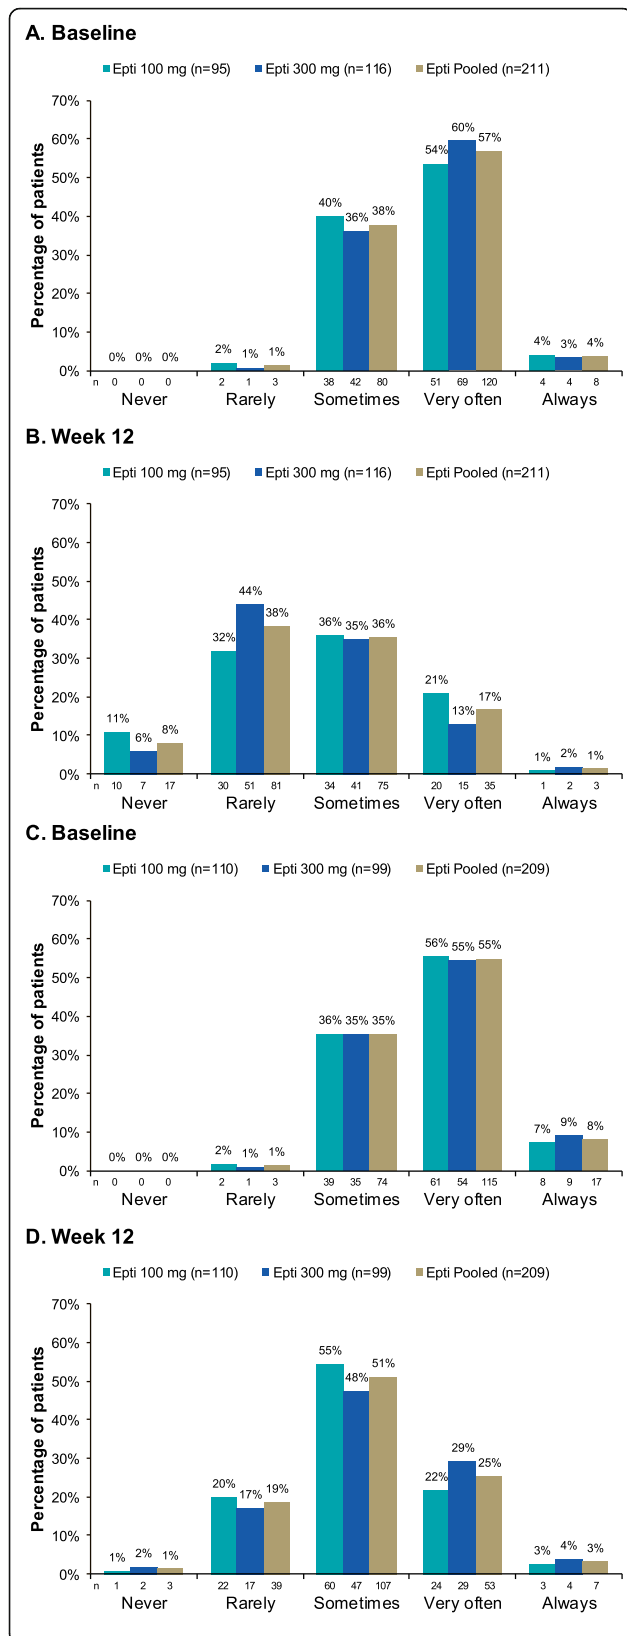 A. Baseline
Epti 100 mg (n=95) Epti 300 mg (n=116) Epti Pooled (n=211)
Percentage of patients
70%
60%
50%
40%
30%
20%
10%
0%
0% 0% 0% 2% 1% 1% 40% 36% 38% 54% 60% 57% 4% 3% 4%
n 0 0 0 2 1 3 38 42 80 51 69 120 4 4 8
Never Rarely Sometimes Very often Always
B. Week 12
Epti 100 mg (n=95) Epti 300 mg (n=116) Epti Pooled (n=211)
Percentage of patients
70%
60%
50%
40%
30%
20%
10%
0%
11% 6% 8% 32% 44% 38% 36% 35% 36% 21% 13% 17% 1% 2% 1%
n 10 7 17 30 51 81 34 41 75 20 15 35 1 2 3
Never Rarely Sometimes Very often Always
C. Baseline
Epti 100 mg (n=110) Epti 300 mg (n=99) Epti Pooled (n=209)
Percentage of patients
70%
60%
50%
40%
30%
20%
10%
0%
0% 0% 0% 2% 1% 1% 36% 35% 35% 56% 55% 55% 7% 9% 8%
n 0 0 0 2 1 3 39 35 74 61 54 115 8 9 17
Never Rarely Sometimes Very often Always
D. Week 12
Epti 100 mg (n=110) Epti 300 mg (n=99) Epti Pooled (n=209)
Percentage of patients
70%
60%
50%
40%
30%
20%
10%
0%
1% 2% 1% 20% 17% 19% 55% 48% 51% 22% 29% 25% 3% 4% 3%
n 1 2 3 22 17 39 60 47 107 24 29 53 3 4 7
Never Rarely Sometimes Very often Always